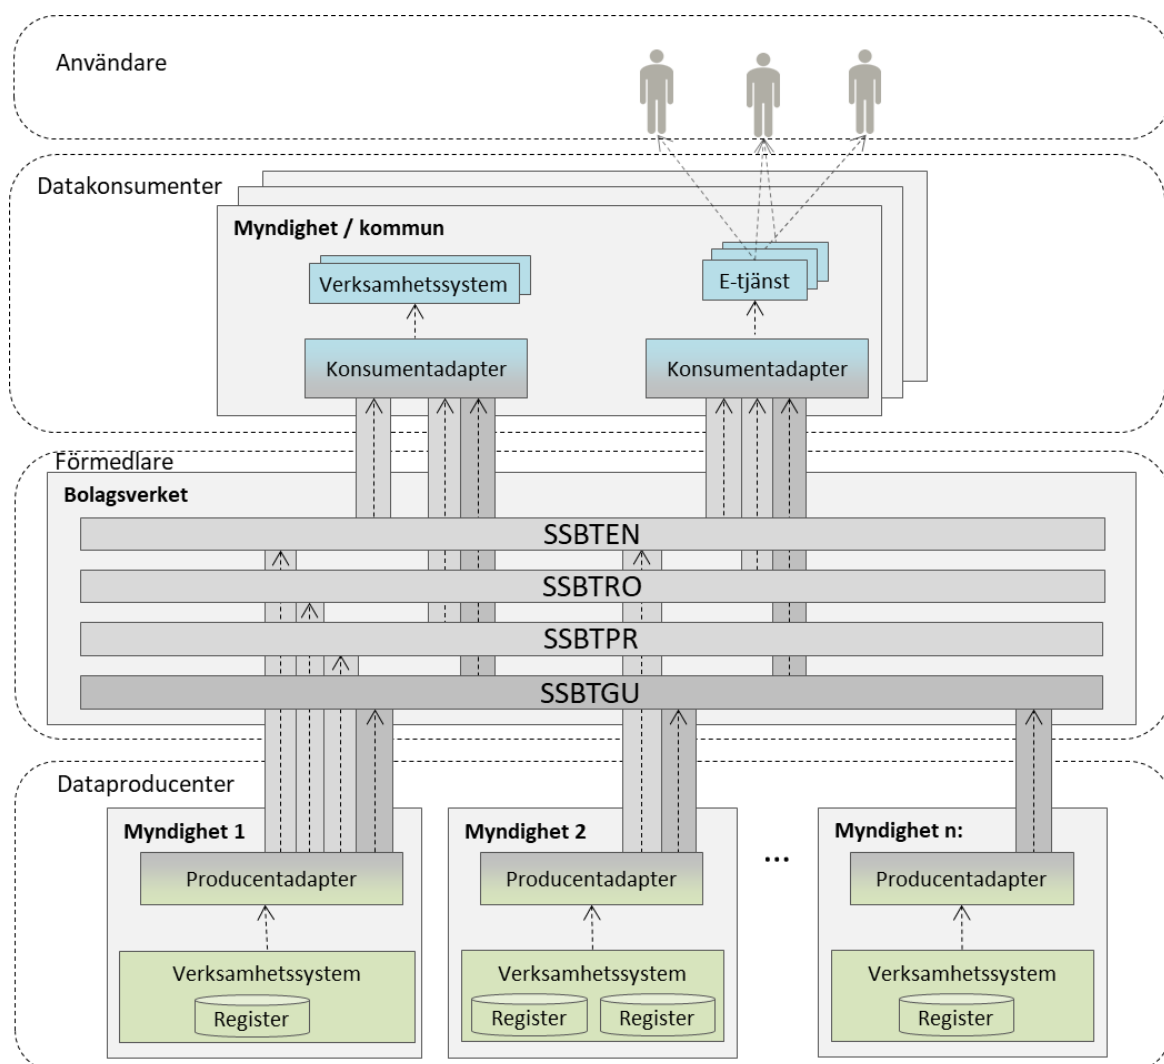 Användare
Datakonsumenter
Myndighet / kommun
Verksamhetssystem
E-tjänst
Konsumentadapter
Konsumentadapter
Förmedlare
Bolagsverket
SSBTEN
SSBTRO
SSBTPR
SSBTGU
Dataproducenter
Myndighet 1
Myndighet 2
Myndighet n:
...
Producentadapter
Producentadapter
Producentadapter
Verksamhetssystem
Verksamhetssystem
Verksamhetssystem
Register
Register
Register
Register